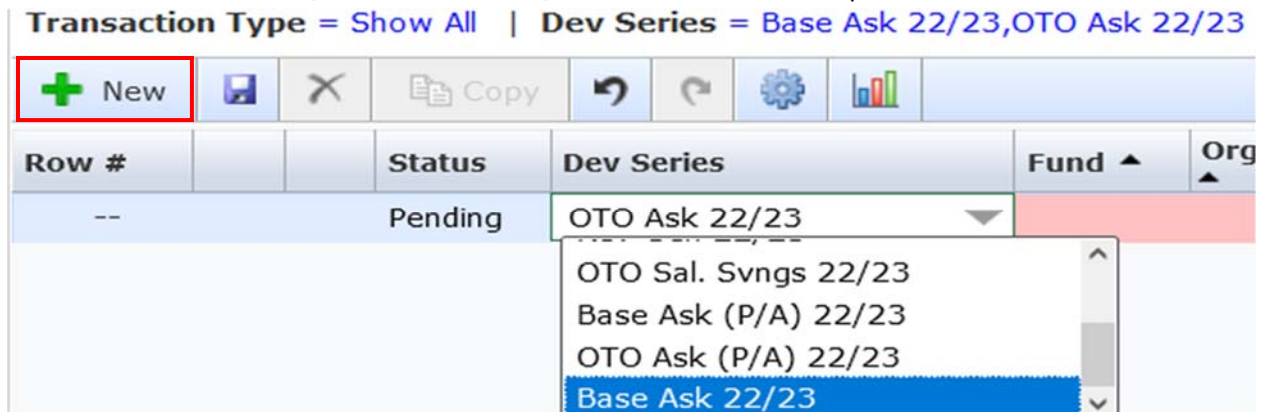 Transaction Type = Show All | Dev Series = Base Ask 22/23,OTO Ask 22/23
New Copy
Row # Status Dev Series Fund ▲ Org ▲
-- Pending OTO Ask 22/23
OTO Sal. Svngs 22/23
Base Ask (P/A) 22/23
OTO Ask (P/A) 22/23
Base Ask 22/23